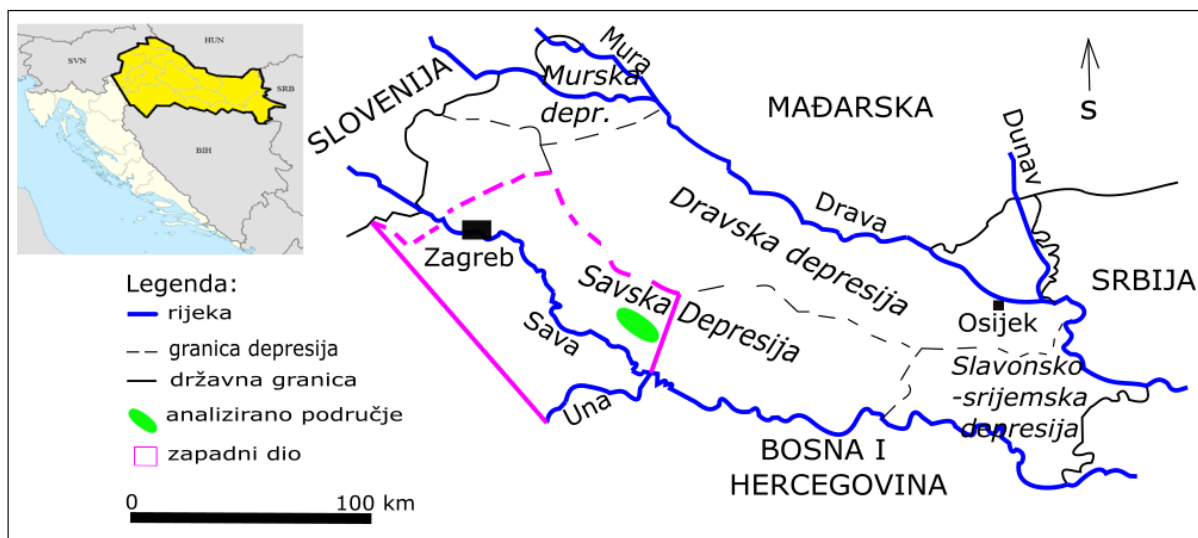 HUN
SVN
SRB
BIH
SLOVENIJA
Mura
Murska
depr.
MAĐARSKA
S
Dunav
Drava
Dravska depresija
SRBIJA
Zagreb
Savska Depresija
Sava
Osijek
Una
Slavonsko
-srijemska
depresija
BOSNA I
HERCEGOVINA
Legenda:
rijeka
granica depresija
državna granica
analizirano područje
zapadni dio
0 100 km